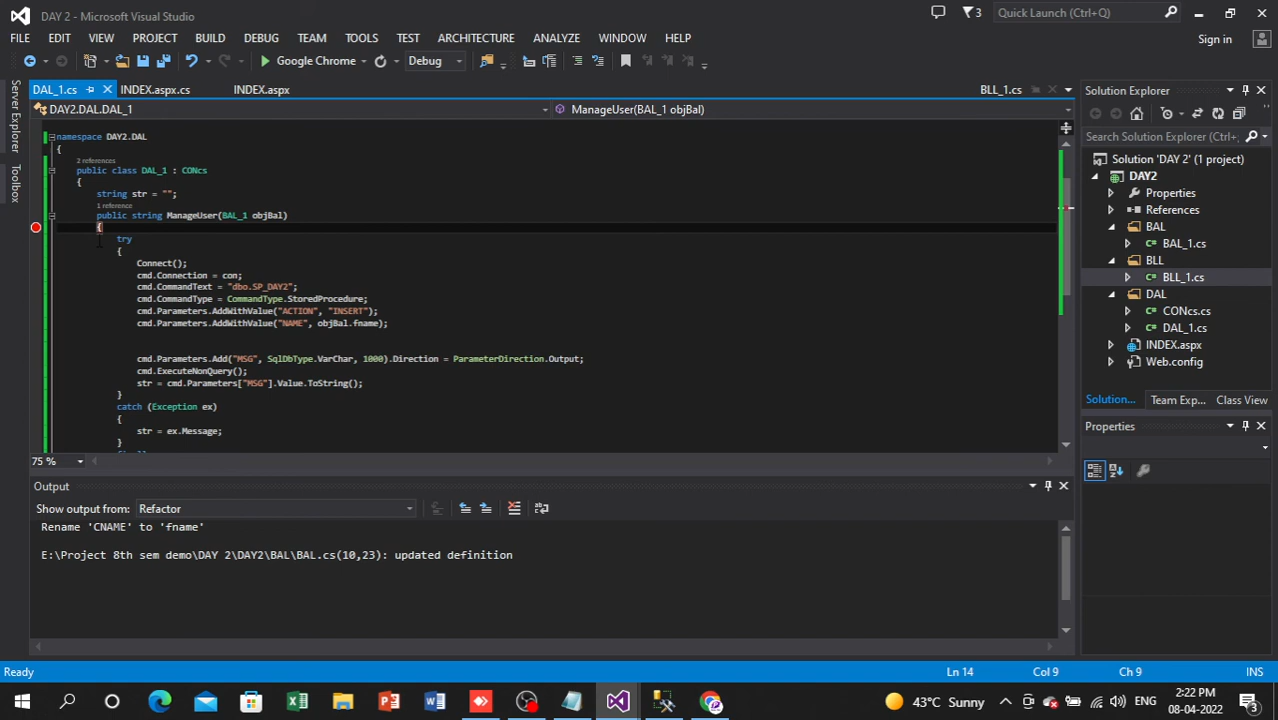 DAY 2 - Microsoft Visual Studio
3
Quick Launch (Ctrl+Q)
FILE EDIT VIEW PROJECT BUILD DEBUG TEAM TOOLS TEST ARCHITECTURE ANALYZE WINDOW HELP
Sign in
Google Chrome
Debug
DAL_1.cs
INDEX.aspx.cs
INDEX.aspx
BLL_1.cs
DAY2.DAL.DAL_1
ManageUser(BAL_1 objBal)
Server Explorer
Toolbox
namespace DAY2.DAL
{
2 references
public class DAL_1 : CONcs
{
string str = "";
1 reference
public string ManageUser(BAL_1 objBal)
{
try
{
Connect();
cmd.Connection = con;
cmd.CommandText = "dbo.SP_DAY2";
cmd.CommandType = CommandType.StoredProcedure;
cmd.Parameters.AddWithValue("ACTION", "INSERT");
cmd.Parameters.AddWithValue("NAME", objBal.fname);
cmd.Parameters.Add("MSG", SqlDbType.VarChar, 1000).Direction = ParameterDirection.Output;
cmd.ExecuteNonQuery();
str = cmd.Parameters["MSG"].Value.ToString();
}
catch (Exception ex)
{
str = ex.Message;
}
75 %
Output
Show output from: Refactor
Rename 'CNAME' to 'fname'
E:\Project 8th sem demo\DAY 2\DAY2\BAL\BAL.cs(10,23): updated definition
Solution Explorer
Search Solution Explorer (Ctrl+;
Solution 'DAY 2' (1 project)
DAY2
Properties
References
BAL
BAL_1.cs
BLL
BLL_1.cs
DAL
CONcs.cs
DAL_1.cs
INDEX.aspx
Web.config
Solution... Team Exp... Class View
Properties
Ready
Ln 14
Col 9
Ch 9
INS
43°C Sunny
ENG
2:22 PM
08-04-2022
3